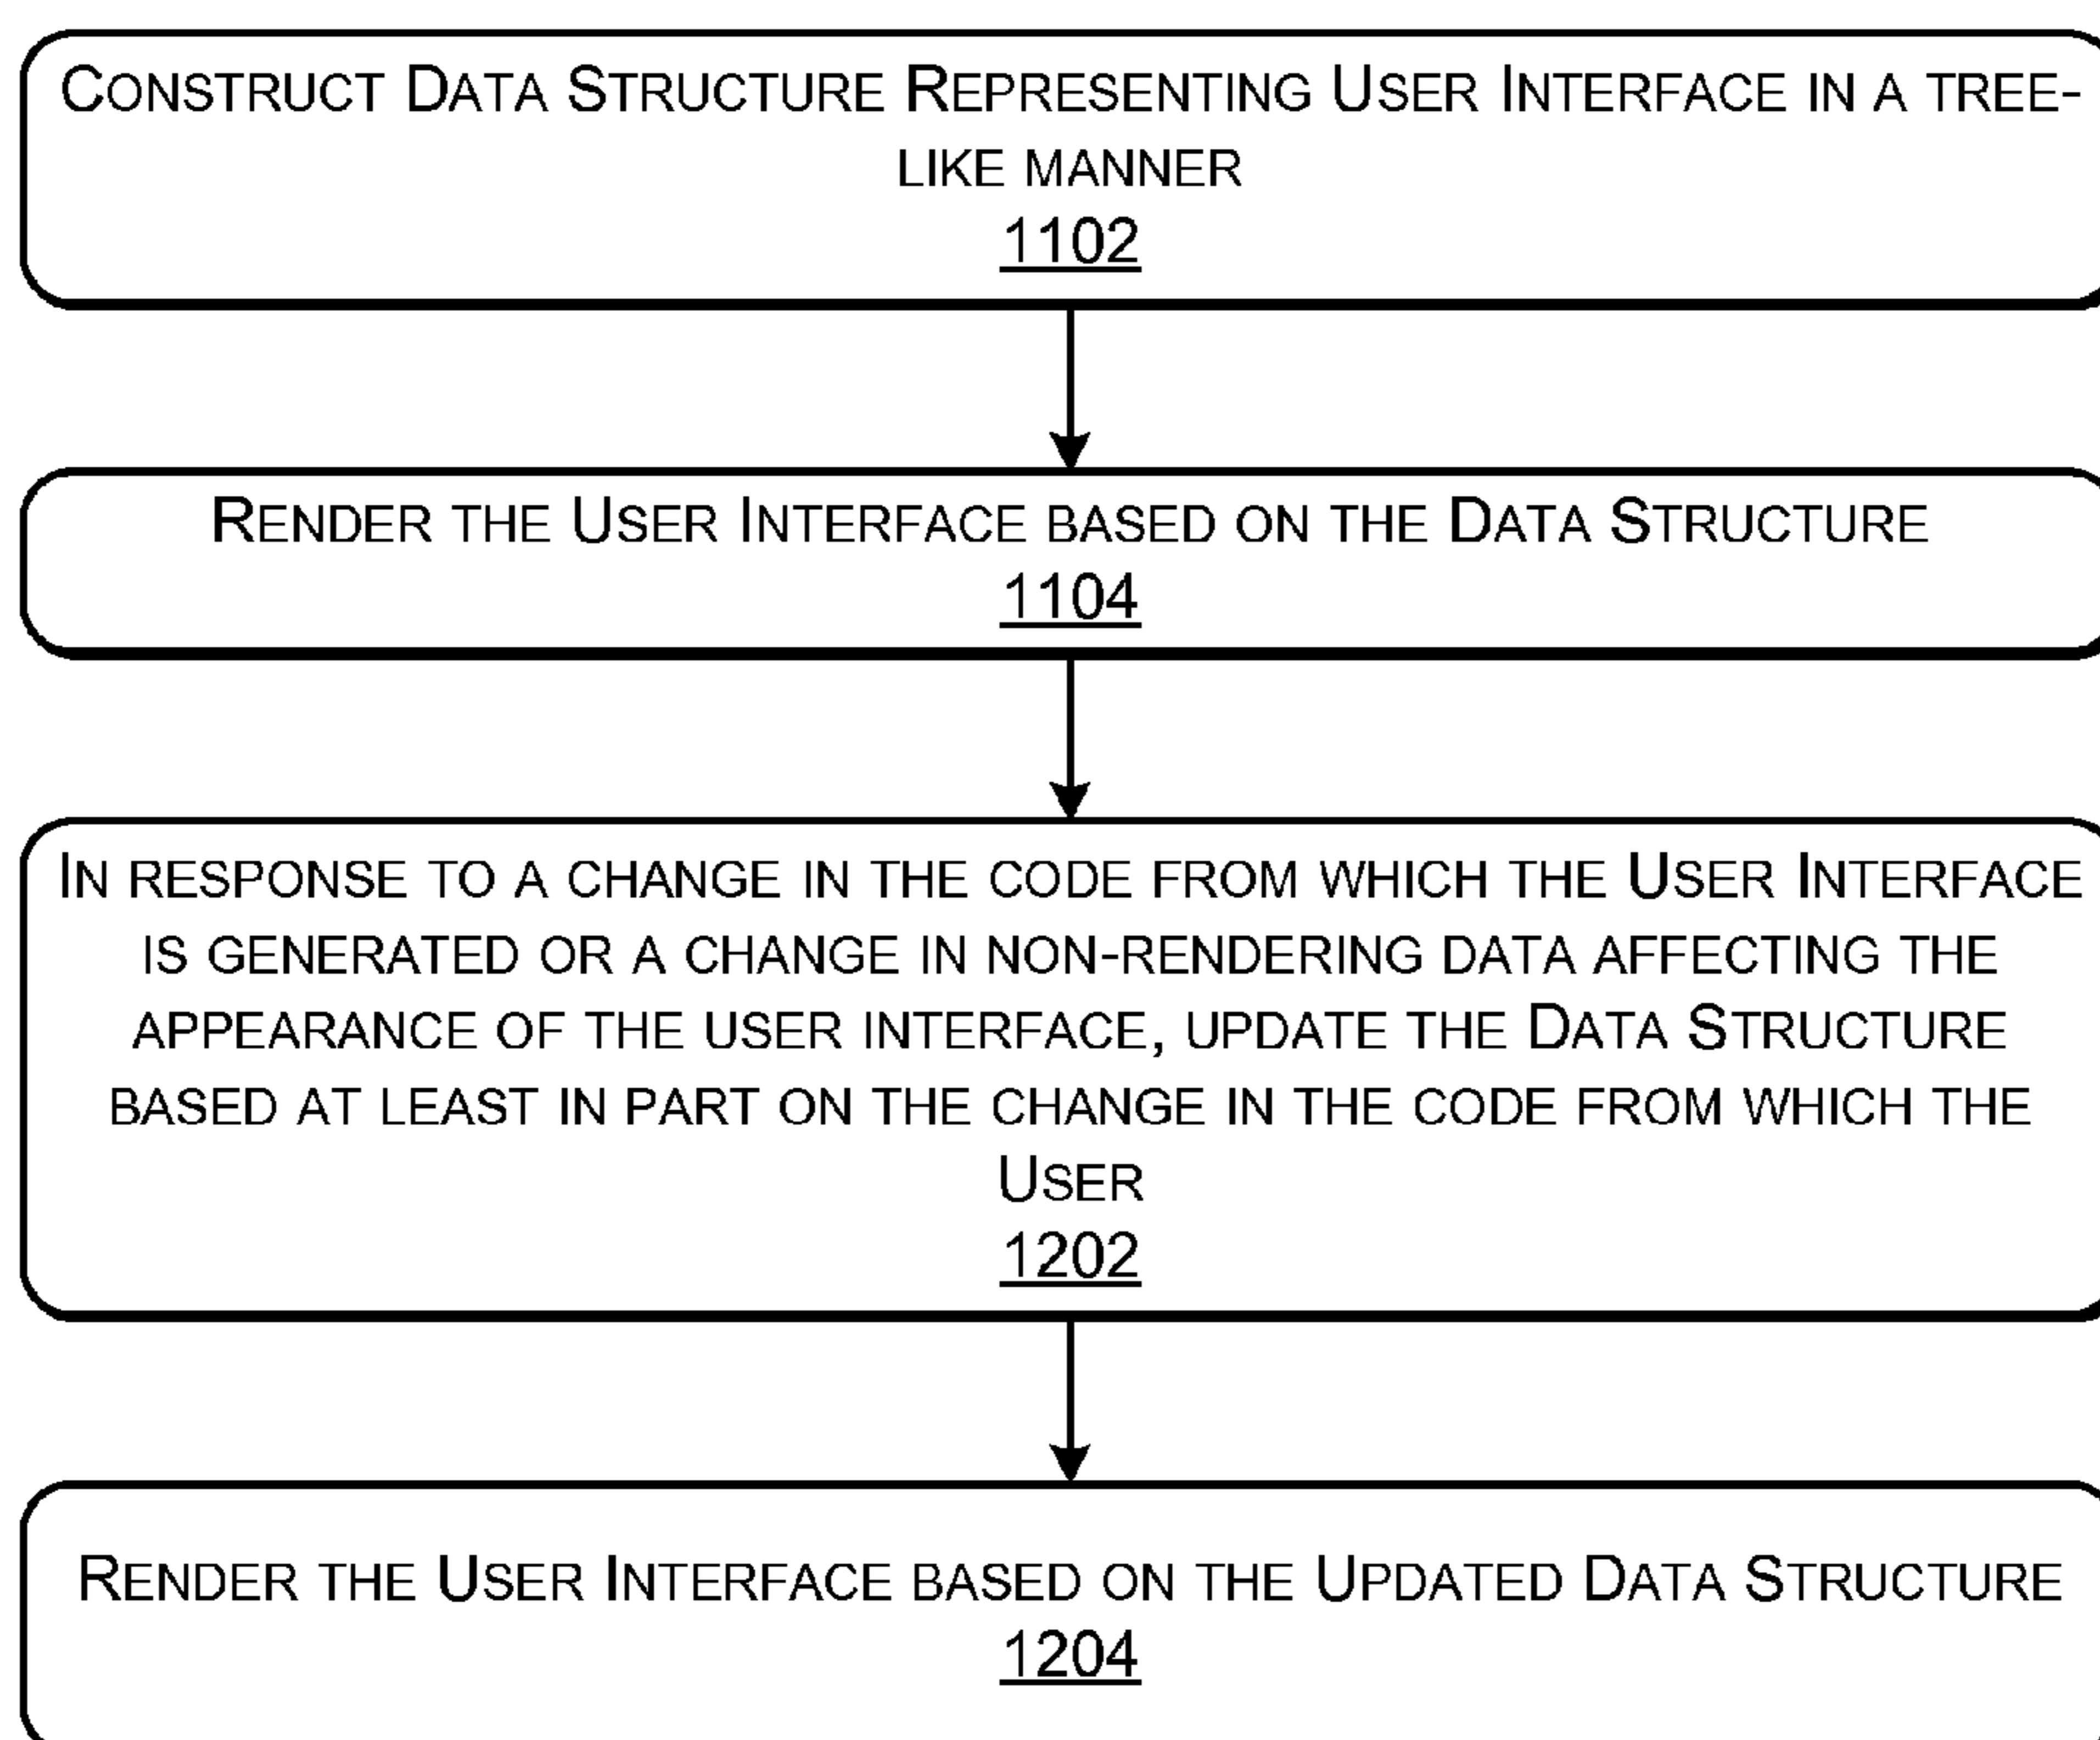 Construct Data Structure Representing User Interface in a tree-
like manner
1102
Render the User Interface based on the Data Structure
1104
In response to a change in the code from which the User Interface
is generated or a change in non-rendering data affecting the
appearance of the user interface, update the Data Structure
based at least in part on the change in the code from which the
User
1202
Render the User Interface based on the Updated Data Structure
1204